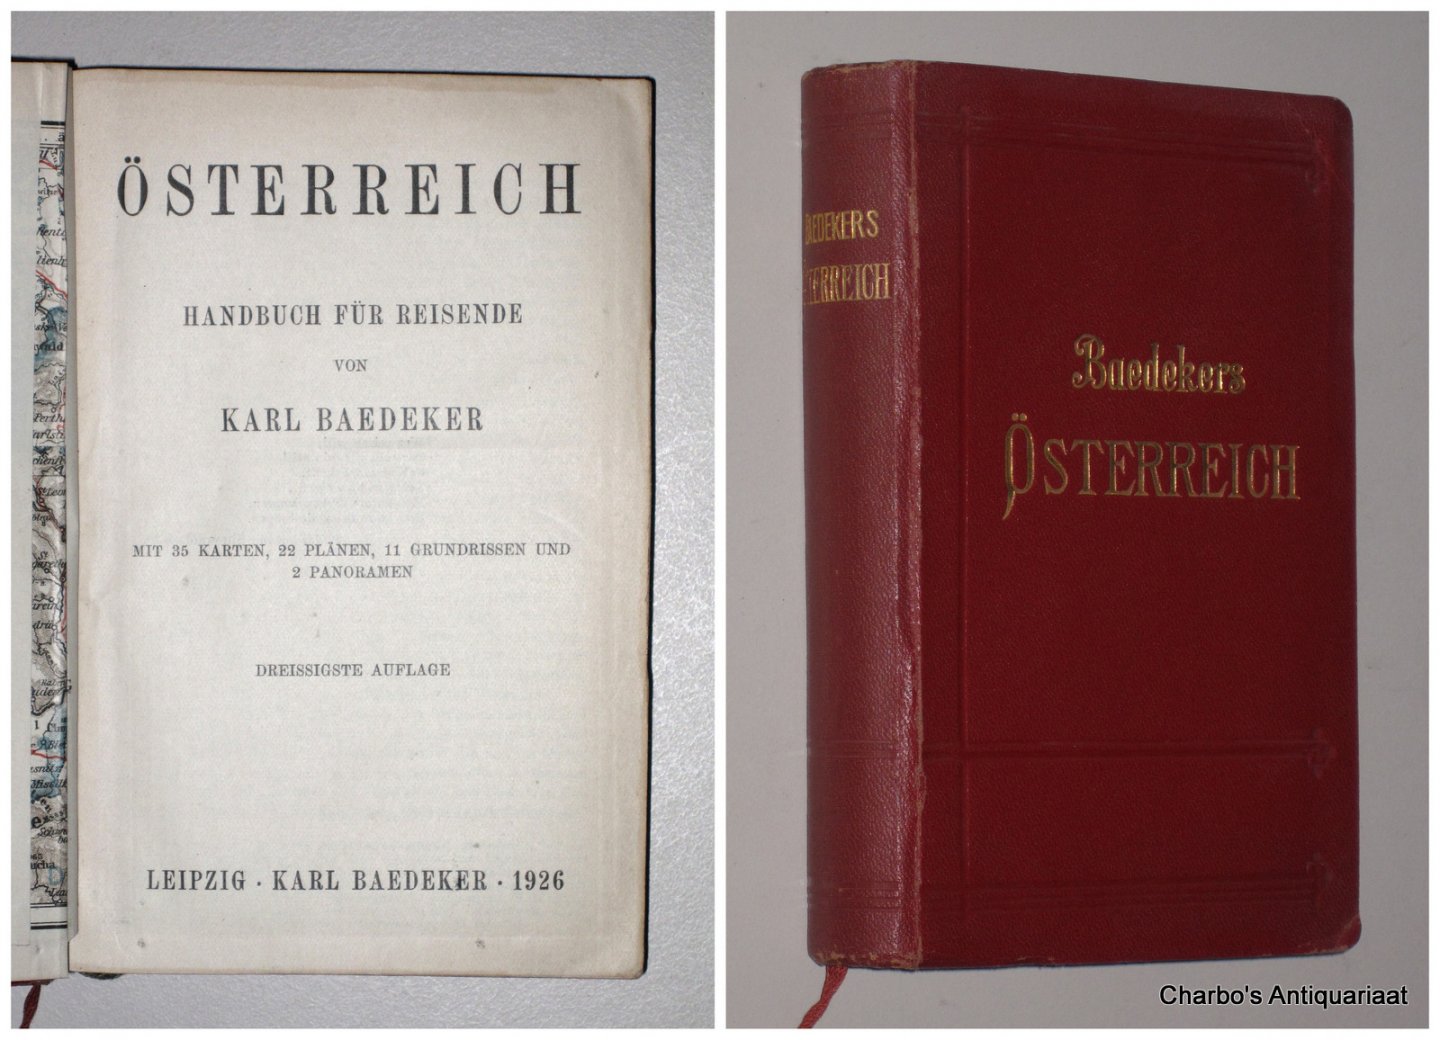 ÖSTERREICH
HANDBUCH FÜR REISENDE
VON
KARL BAEDEKER
MIT 35 KARTEN, 22 PLÄNEN, 11 GRUNDRISSEN UND
2 PANORAMEN
DREISSIGSTE AUFLAGE
LEIPZIG · KARL BAEDEKER · 1926
BAEDEKERS
TERREICH
Baedekers
ÖSTERREICH
Charbo's Antiquariaat